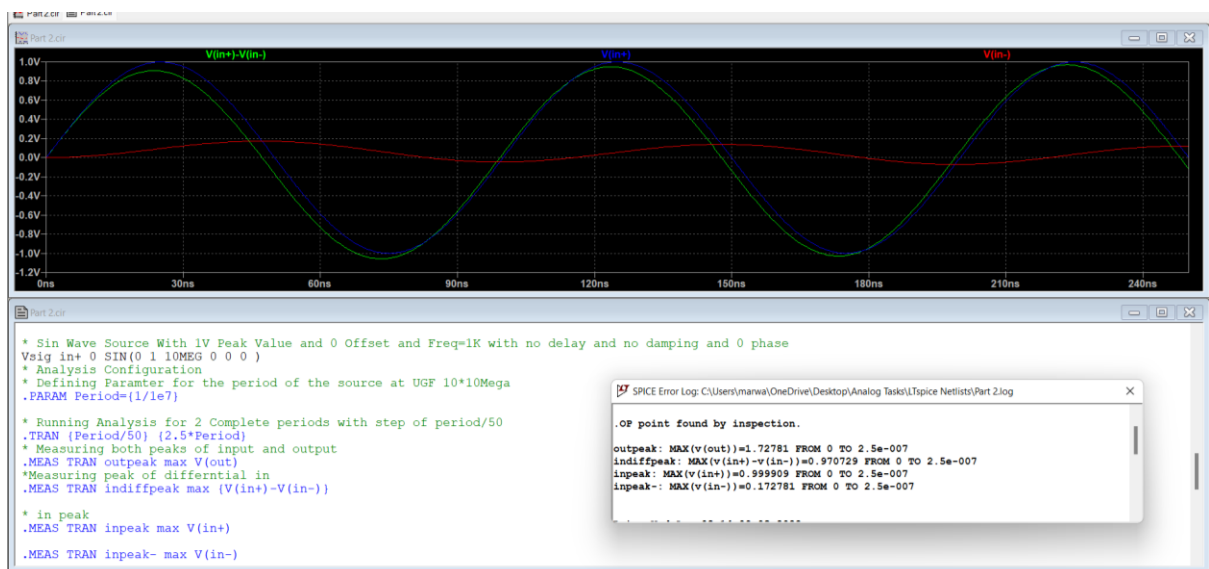 Part 2.cir Part 2.cir
Part 2.cir
V(in+)-V(in-) V(in+) V(in-)
1.0V
0.8V
0.6V
0.4V
0.2V
0.0V
-0.2V
-0.4V
-0.6V
-0.8V
-1.0V
-1.2V
0ns 30ns 60ns 90ns 120ns 150ns 180ns 210ns 240ns
Part 2.cir
* Sin Wave Source With 1V Peak Value and 0 Offset and Freq=1K with no delay and no damping and 0 phase
Vsig in+ 0 SIN(0 1 10MEG 0 0 0 )
* Analysis Configuration
* Defining Paramter for the period of the source at UGF 10*10Mega
.PARAM Period={1/1e7}
* Running Analysis for 2 Complete periods with step of period/50
.TRAN {Period/50} {2.5*Period}
* Measuring both peaks of input and output
.MEAS TRAN outpeak max V(out)
*Measuring peak of differntial in
.MEAS TRAN indiffpeak max {V(in+)-V(in-)}
* in peak
.MEAS TRAN inpeak max V(in+)
.MEAS TRAN inpeak- max V(in-)
SPICE Error Log: C:\Users\marwa\OneDrive\Desktop\Analog Tasks\LTspice Netlists\Part 2.log
.OP point found by inspection.
outpeak: MAX(v(out))=1.72781 FROM 0 TO 2.5e-007
indiffpeak: MAX(v(in+)-v(in-))=0.970729 FROM 0 TO 2.5e-007
inpeak: MAX(v(in+))=0.999909 FROM 0 TO 2.5e-007
inpeak-: MAX(v(in-))=0.172781 FROM 0 TO 2.5e-007